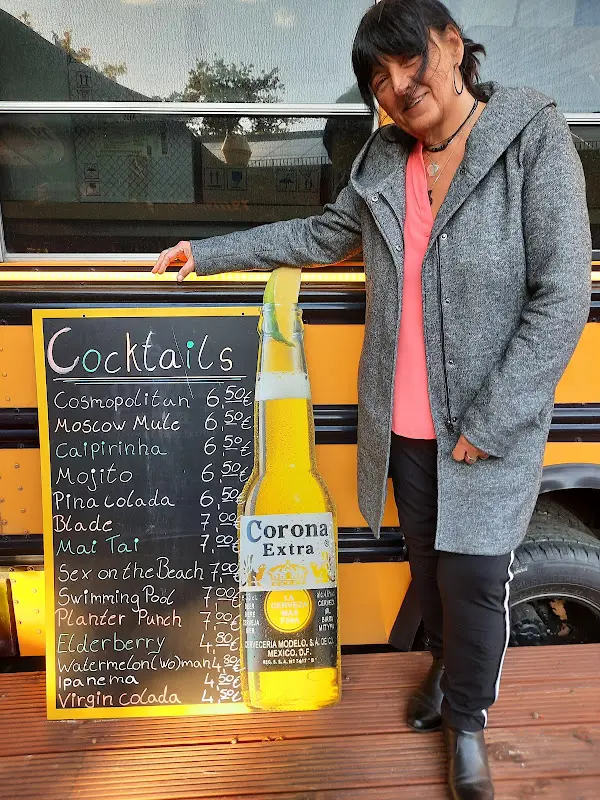 Cocktails
Cosmopolitan 6,50€
Moscow Mule 6,50€
Caipirinha 6,50€
Mojito 6,50€
Pina colada 6,50€
Blade 7,00€
Mai Tai 7,00€
Sex on the Beach 7,00€
Swimming Pool 7,00€
Planter Punch 7,00€
Elderberry 4,80€
Watermelon(wo)man 4,80€
Ipanema 4,50€
Virgin colada 4,50€
Corona
Extra
LA
CERVEZA
MAS
FINA
CERVECERIA MODELO, S.A. DE C.V.
MEXICO, D.F.